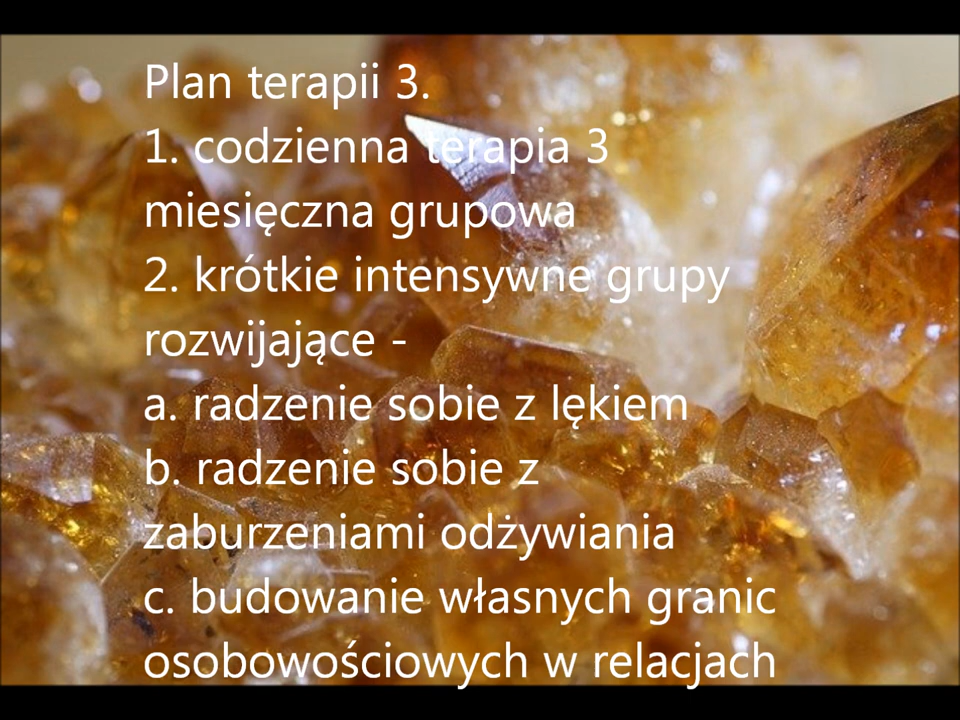 Plan terapii 3.
1. codzienna terapia 3
miesięczna grupowa
2. krótkie intensywne grupy
rozwijające -
a. radzenie sobie z lękiem
b. radzenie sobie z
zaburzeniami odżywiania
c. budowanie własnych granic
osobowościowych w relacjach